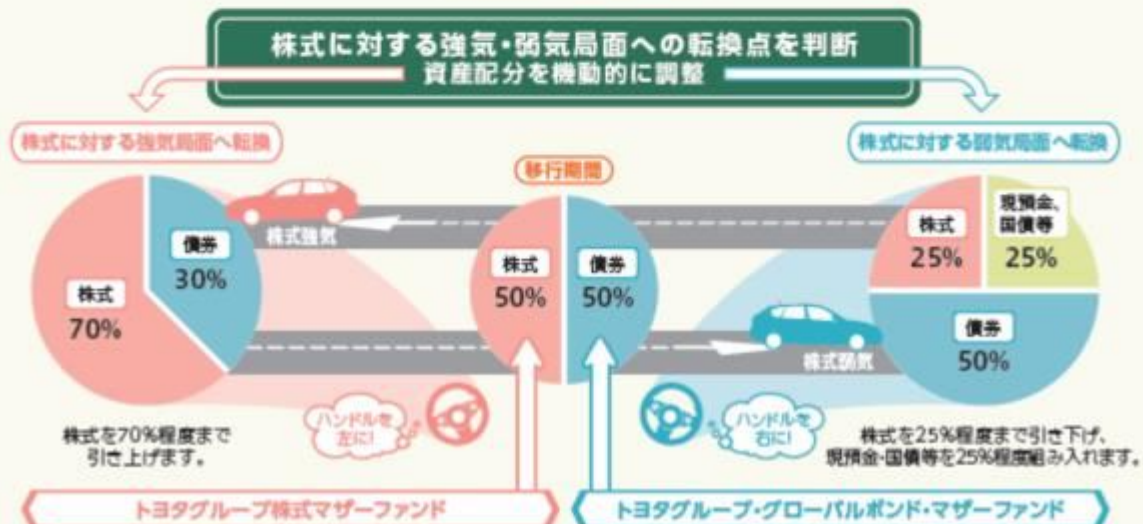 株式に対する強気・弱気局面への転換点を判断
資産配分を機動的に調整
株式に対する強気局面へ転換
株式に対する弱気局面へ転換
移行期間
株式
70%
債券
30%
株式強気
株式
50%
債券
50%
株式
25%
現預金、
国債等
25%
債券
50%
株式弱気
ハンドルを
左に!
ハンドルを
右に!
株式を70%程度まで
引き上げます。
株式を25%程度まで引き下げ、
現預金・国債等を25%程度組み入れます。
トヨタグループ株式マザーファンド
トヨタグループ・グローバルボンド・マザーファンド